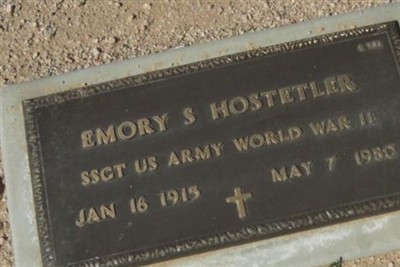 EMORY S HOSTETLER
SSGT US ARMY WORLD WAR II
JAN 16 1915 MAY 7 1980